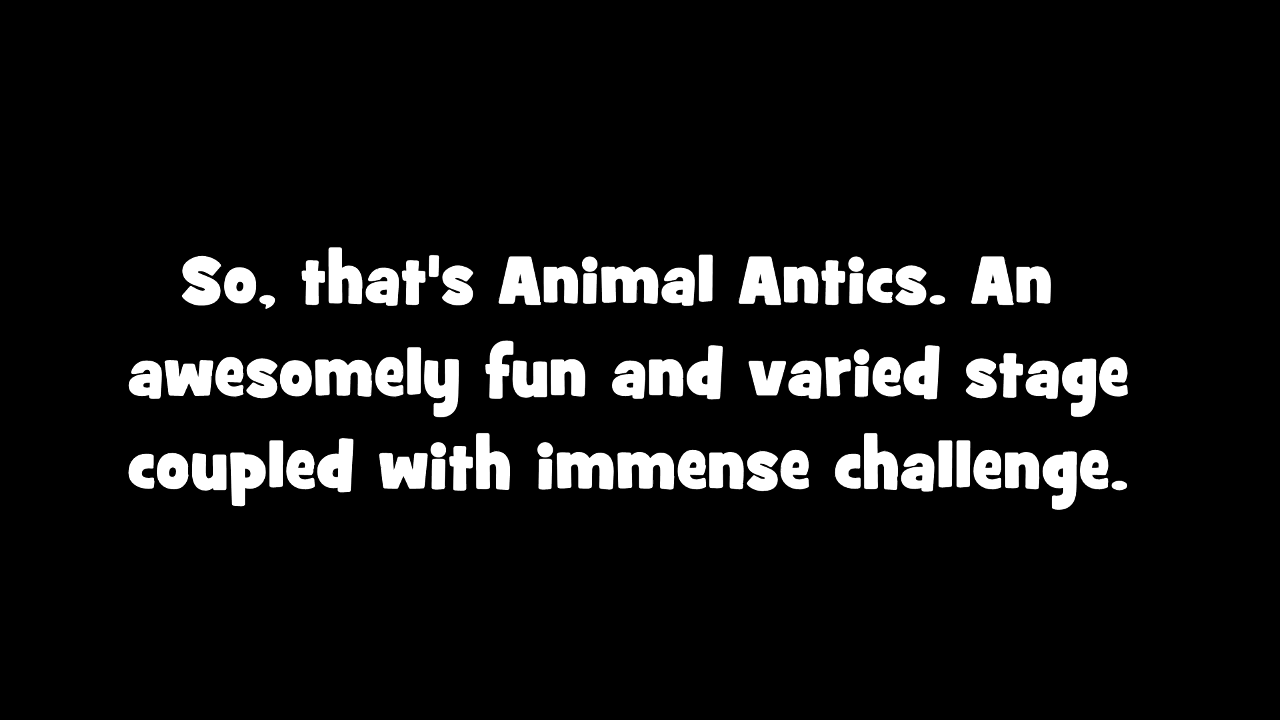 So, that's Animal Antics. An
awesomely fun and varied stage
coupled with immense challenge.